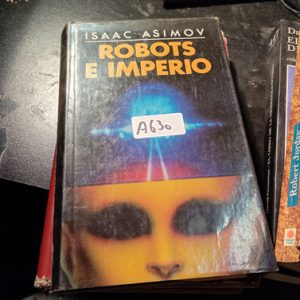 ISAAC ASIMOV
ROBOTS
E IMPERIO
A630
Robert Jordan